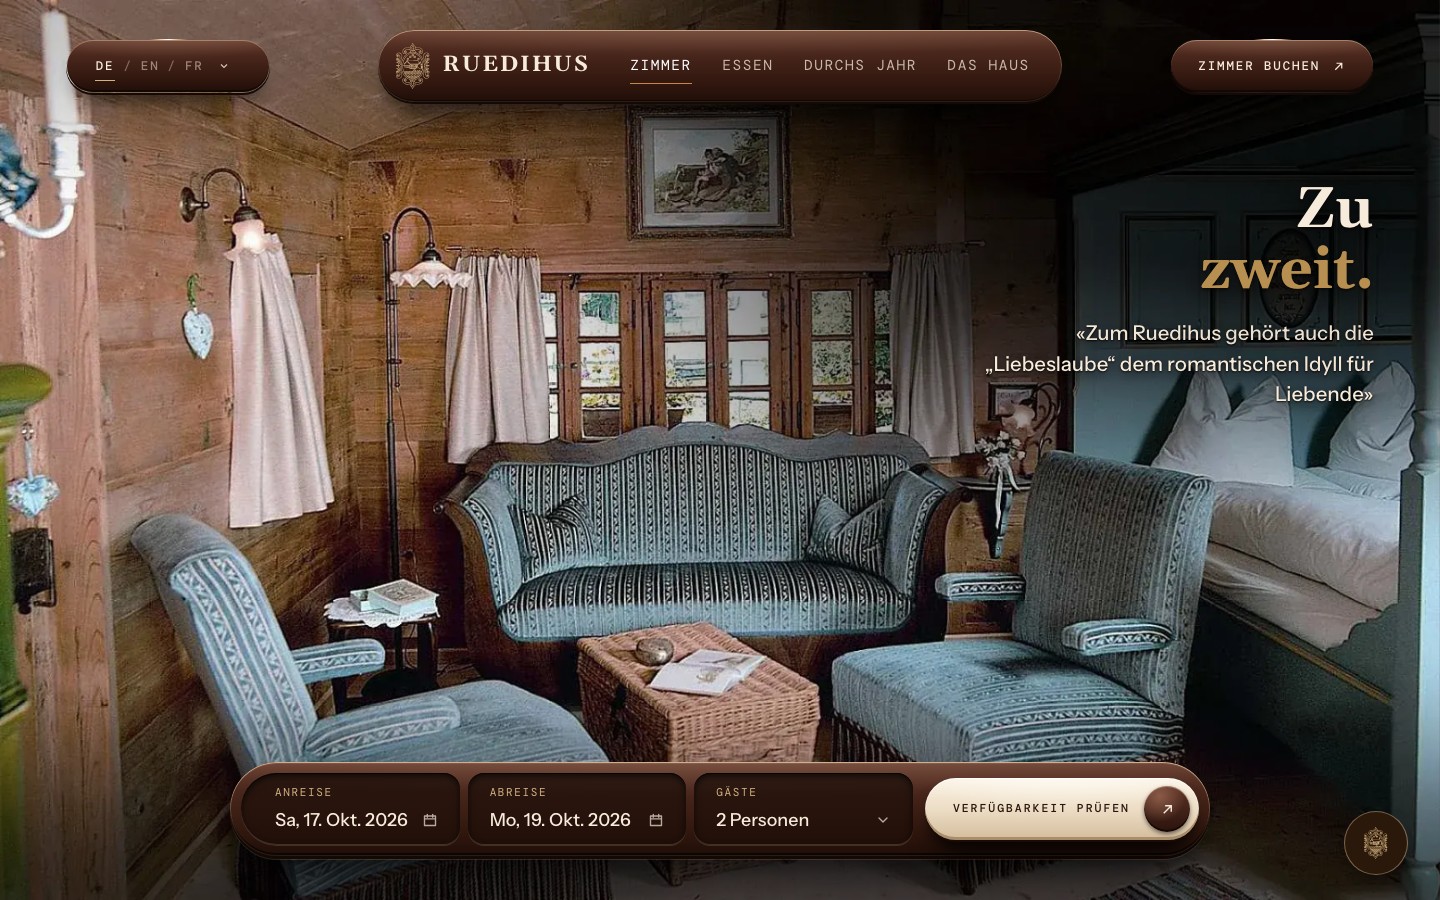 DE / EN / FR
RUEDIHUS
ZIMMER
ESSEN
DURCHS JAHR
DAS HAUS
ZIMMER BUCHEN
Zu
zweit.
«Zum Ruedihus gehört auch die
„Liebeslaube“ dem romantischen Idyll für
Liebende»
ANREISE
Sa, 17. Okt. 2026
ABREISE
Mo, 19. Okt. 2026
GÄSTE
2 Personen
VERFÜGBARKEIT PRÜFEN